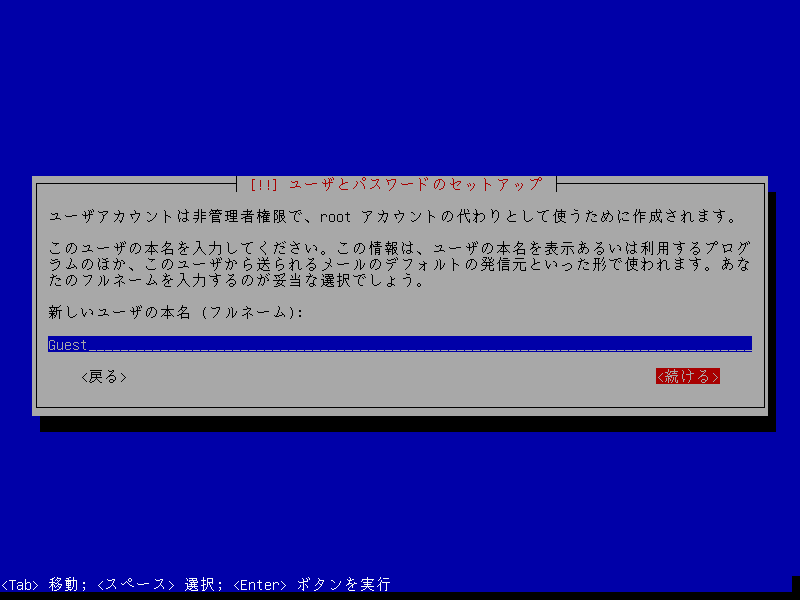 [!!] ユーザとパスワードのセットアップ
ユーザアカウントは非管理者権限で、root アカウントの代わりとして使うために作成されます。
このユーザの本名を入力してください。この情報は、ユーザの本名を表示あるいは利用するプログ
ラムのほか、このユーザから送られるメールのデフォルトの発信元といった形で使われます。あな
たのフルネームを入力するのが妥当な選択でしょう。
新しいユーザの本名 (フルネーム):
Guest
<戻る> <続ける>
<Tab> 移動; <スペース> 選択; <Enter> ボタンを実行